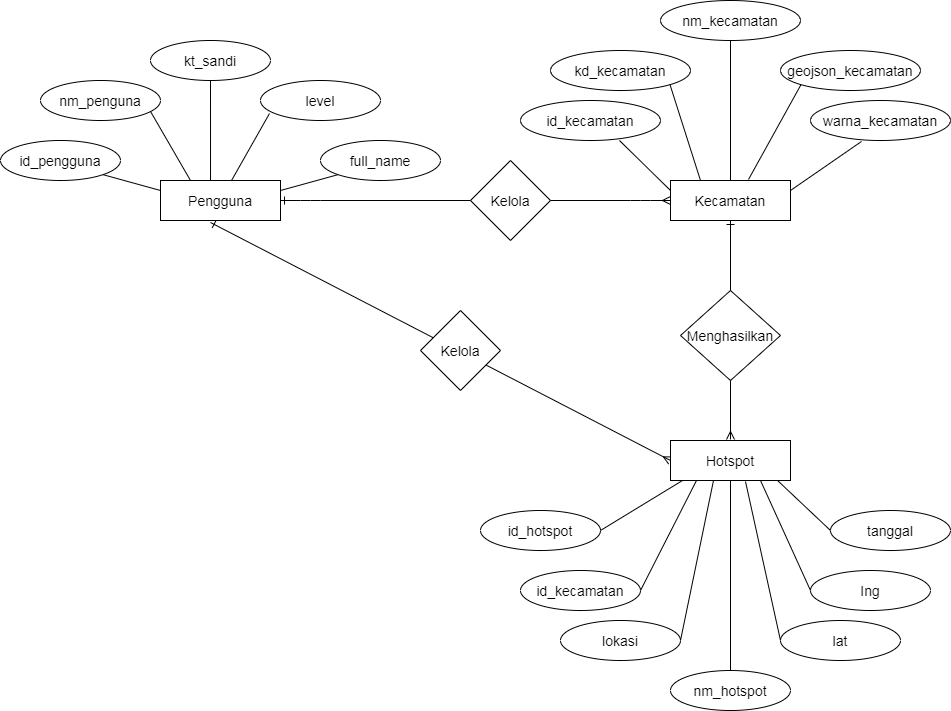 nm_kecamatan
kt_sandi
kd_kecamatan
geojson_kecamatan
nm_penguna
level
id_kecamatan
warna_kecamatan
id_pengguna
full_name
Pengguna
Kelola
Kecamatan
Menghasilkan
Kelola
Hotspot
id_hotspot
tanggal
id_kecamatan
lng
lokasi
lat
nm_hotspot